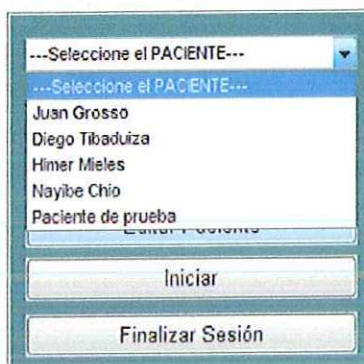 ---Seleccione el PACIENTE---
---Seleccione el PACIENTE---
Juan Grosso
Diego Tibaduiza
Himer Mieles
Nayibe Chio
Paciente de prueba
Iniciar
Finalizar Sesión